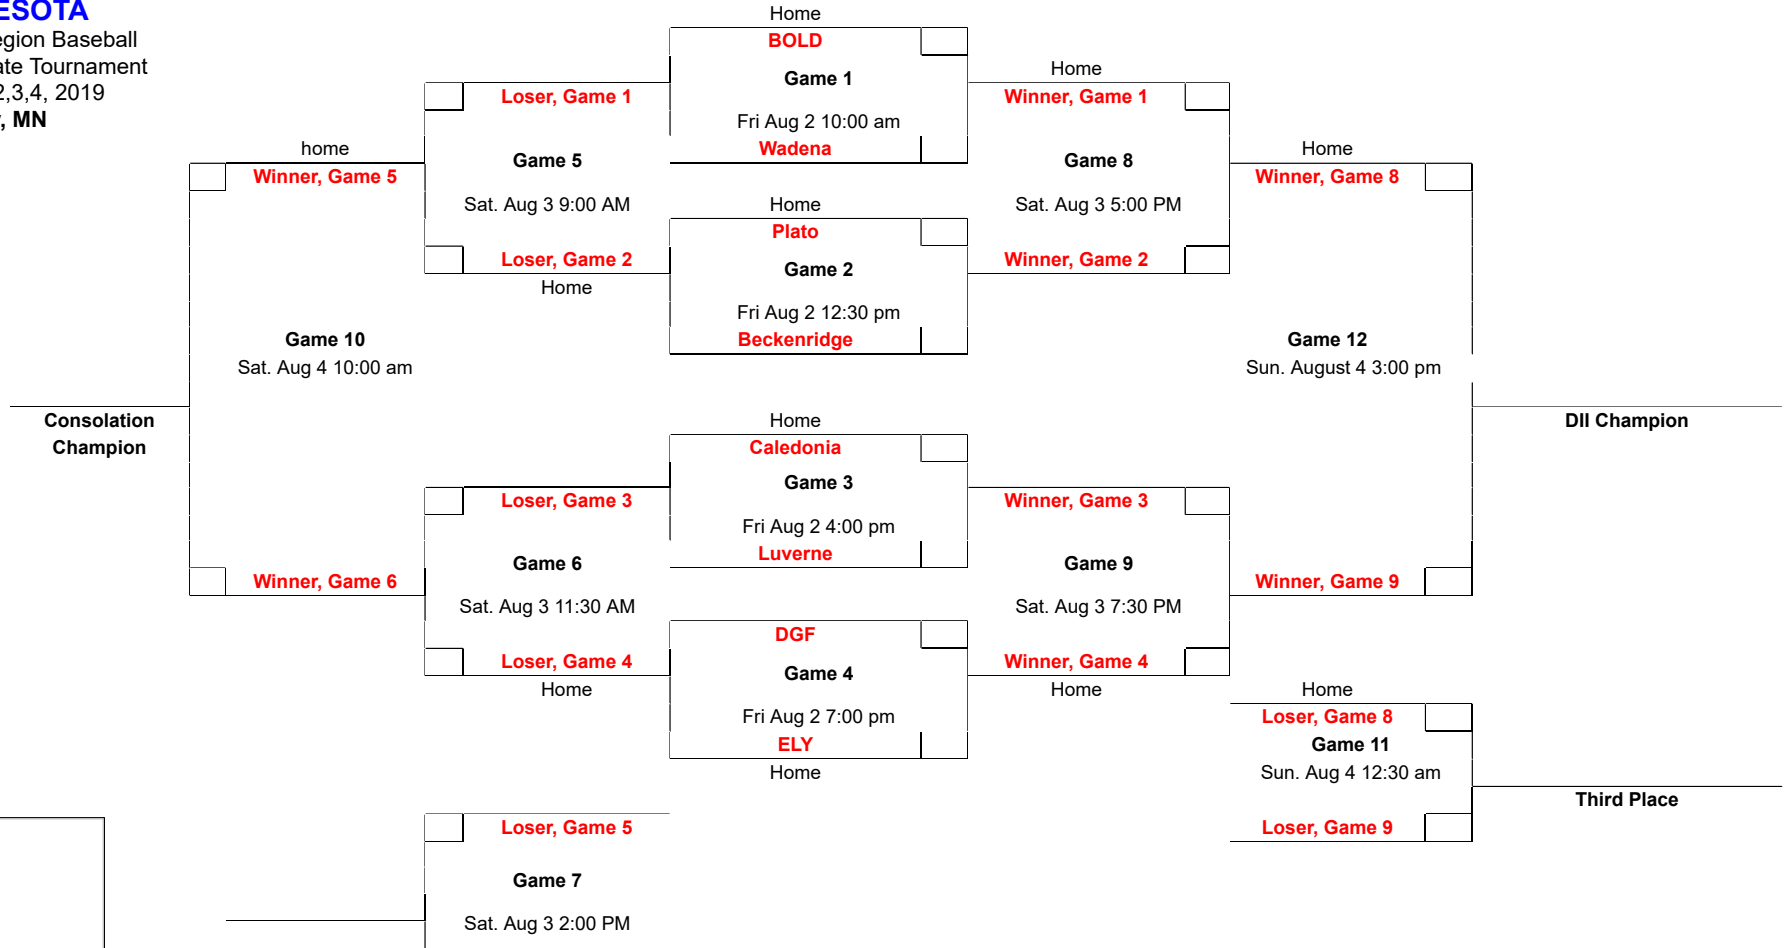 ESOTA
egion Baseball
ate Tournament
2,3,4, 2019
, MN
Home
BOLD
Game 1
Fri Aug 2 10:00 am
Wadena
Home
Plato
Game 2
Fri Aug 2 12:30 pm
Beckenridge
Home
Caledonia
Game 3
Fri Aug 2 4:00 pm
Luverne
DGF
Game 4
Fri Aug 2 7:00 pm
ELY
Home
Loser, Game 1
Game 5
Sat. Aug 3 9:00 AM
Loser, Game 2
Home
Loser, Game 3
Game 6
Sat. Aug 3 11:30 AM
Loser, Game 4
Home
Loser, Game 5
Game 7
Sat. Aug 3 2:00 PM
home
Winner, Game 5
Game 10
Sat. Aug 4 10:00 am
Winner, Game 6
Consolation
Champion
Home
Winner, Game 1
Game 8
Sat. Aug 3 5:00 PM
Winner, Game 2
Winner, Game 3
Game 9
Sat. Aug 3 7:30 PM
Winner, Game 4
Home
Home
Winner, Game 8
Game 12
Sun. August 4 3:00 pm
Winner, Game 9
DII Champion
Home
Loser, Game 8
Game 11
Sun. Aug 4 12:30 am
Loser, Game 9
Third Place